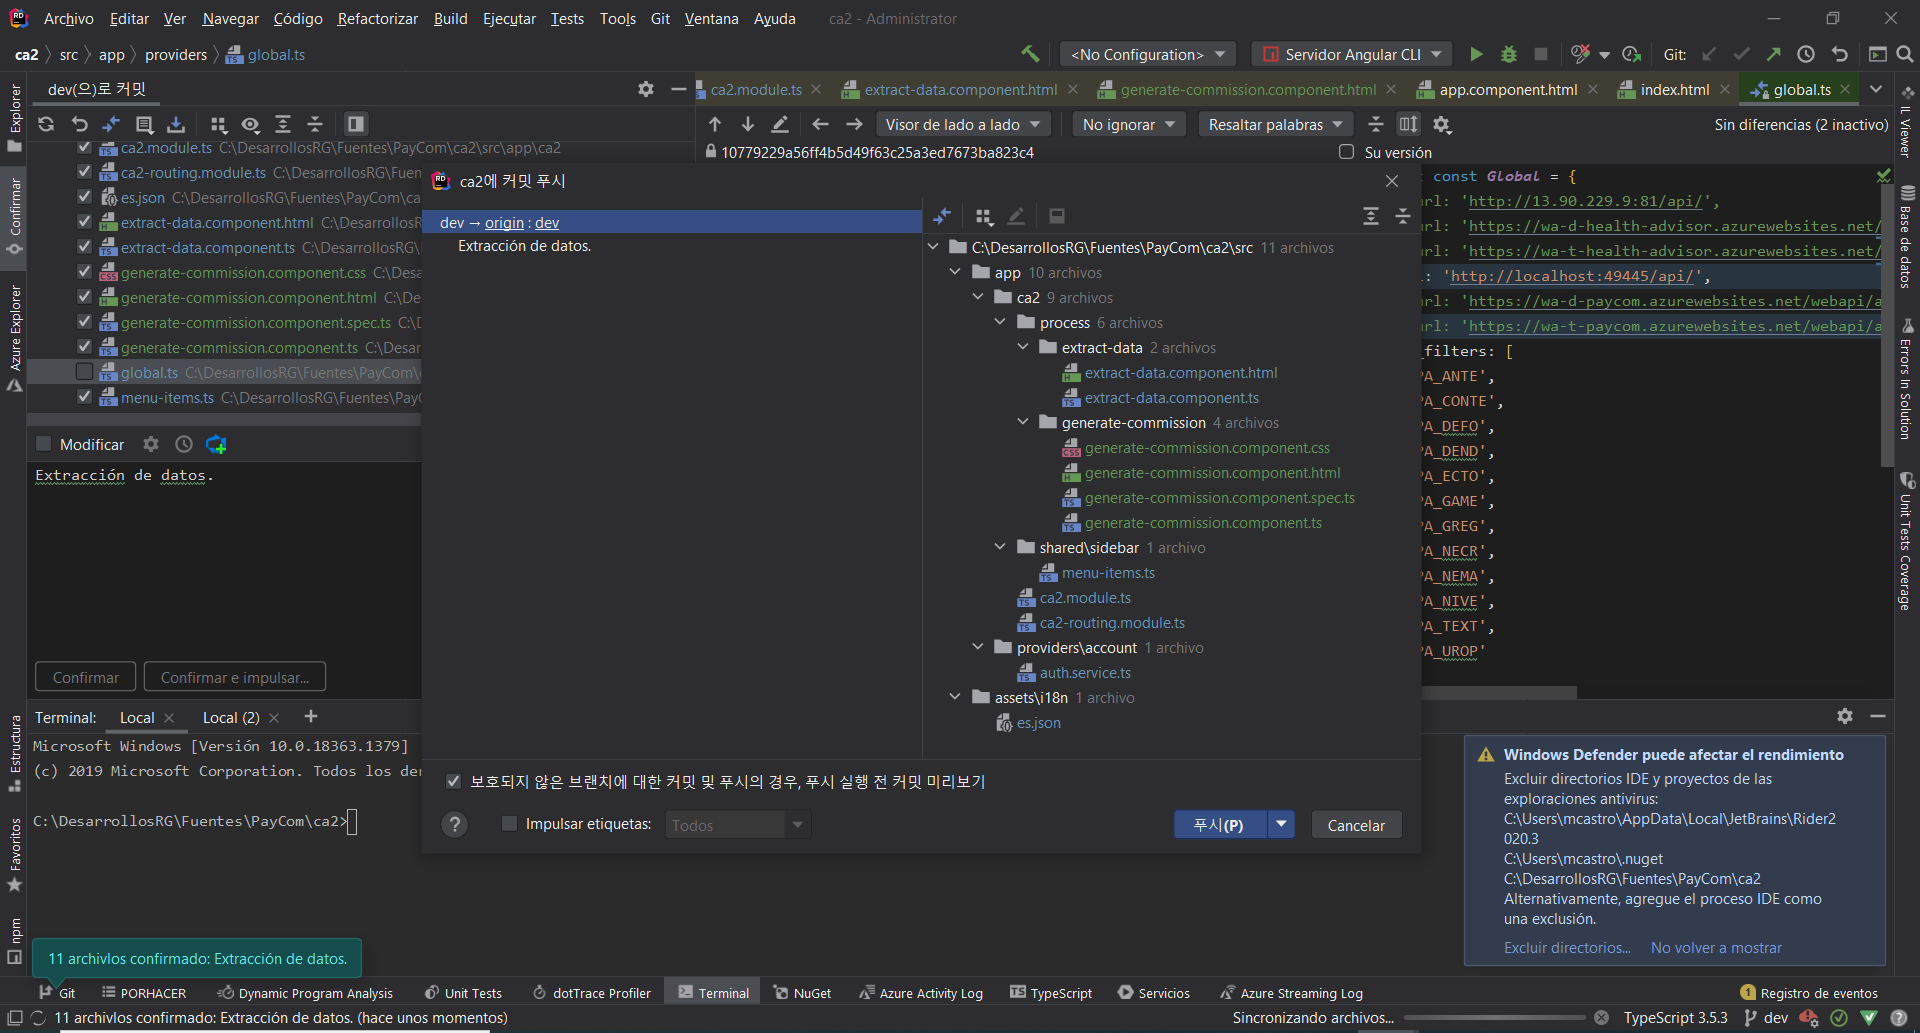 Archivo Editar Ver Navegar Código Refactorizar Build Ejecutar Tests Tools Git Ventana Ayuda ca2 - Administrator
ca2 src app providers global.ts <No Configuration> Servidor Angular CLI Git:
dev(으)로 커밋
ca2.module.ts extract-data.component.html generate-commission.component.html app.component.html index.html global.ts
Visor de lado a lado No ignorar Resaltar palabras Sin diferencias (2 inactivo)
10779229a56ff4b5d49f63c25a3ed7673ba823c4 Su versión
Explorer
Confirmar
Azure Explorer
Estructura
Favoritos
npm
ca2.module.ts C:\DesarrollosRG\Fuentes\PayCom\ca2\src\app\ca2
ca2-routing.module.ts C:\DesarrollosRG\Fuen
es.json C:\DesarrollosRG\Fuentes\PayCom\ca
extract-data.component.html C:\DesarrollosR
extract-data.component.ts C:\DesarrollosRG\
generate-commission.component.css C:\Desa
generate-commission.component.html C:\De
generate-commission.component.spec.ts C:\
generate-commission.component.ts C:\Desar
global.ts C:\DesarrollosRG\Fuentes\PayCom\
menu-items.ts C:\DesarrollosRG\Fuentes\Pay
Modificar
Extracción de datos.
Confirmar Confirmar e impulsar...
ca2에 커밋 푸시
dev → origin : dev
Extracción de datos.
C:\DesarrollosRG\Fuentes\PayCom\ca2\src 11 archivos
app 10 archivos
ca2 9 archivos
process 6 archivos
extract-data 2 archivos
extract-data.component.html
extract-data.component.ts
generate-commission 4 archivos
generate-commission.component.css
generate-commission.component.html
generate-commission.component.spec.ts
generate-commission.component.ts
shared\sidebar 1 archivo
menu-items.ts
ca2.module.ts
ca2-routing.module.ts
providers\account 1 archivo
auth.service.ts
assets\i18n 1 archivo
es.json
보호되지 않은 브랜치에 대한 커밋 및 푸시의 경우, 푸시 실행 전 커밋 미리보기
Impulsar etiquetas: Todos 푸시(P) Cancelar
const Global = {
url: 'http://13.90.229.9:81/api/',
url: 'https://wa-d-health-advisor.azurewebsites.net/
url: 'https://wa-t-health-advisor.azurewebsites.net/
: 'http://localhost:49445/api/',
url: 'https://wa-d-paycom.azurewebsites.net/webapi/a
url: 'https://wa-t-paycom.azurewebsites.net/webapi/a
_filters: [
PA_ANTE',
PA_CONTE',
PA_DEFO',
PA_DEND',
PA_ECTO',
PA_GAME',
PA_GREG',
PA_NECR',
PA_NEMA',
PA_NIVE',
PA_TEXT',
PA_UROP'
IL Viewer
Base de datos
Errors In Solution
Unit Tests Coverage
Terminal: Local Local (2) +
Microsoft Windows [Versión 10.0.18363.1379]
(c) 2019 Microsoft Corporation. Todos los der
C:\DesarrollosRG\Fuentes\PayCom\ca2>
Windows Defender puede afectar el rendimiento
Excluir directorios IDE y proyectos de las
exploraciones antivirus:
C:\Users\mcastro\AppData\Local\JetBrains\Rider2
020.3
C:\Users\mcastro\.nuget
C:\DesarrollosRG\Fuentes\PayCom\ca2
Alternativamente, agregue el proceso IDE como
una exclusión.
Excluir directorios... No volver a mostrar
11 archivlos confirmado: Extracción de datos.
Git PORHACER Dynamic Program Analysis Unit Tests dotTrace Profiler Terminal NuGet Azure Activity Log TypeScript Servicios Azure Streaming Log 1 Registro de eventos
11 archivlos confirmado: Extracción de datos. (hace unos momentos) Sincronizando archivos... TypeScript 3.5.3 dev